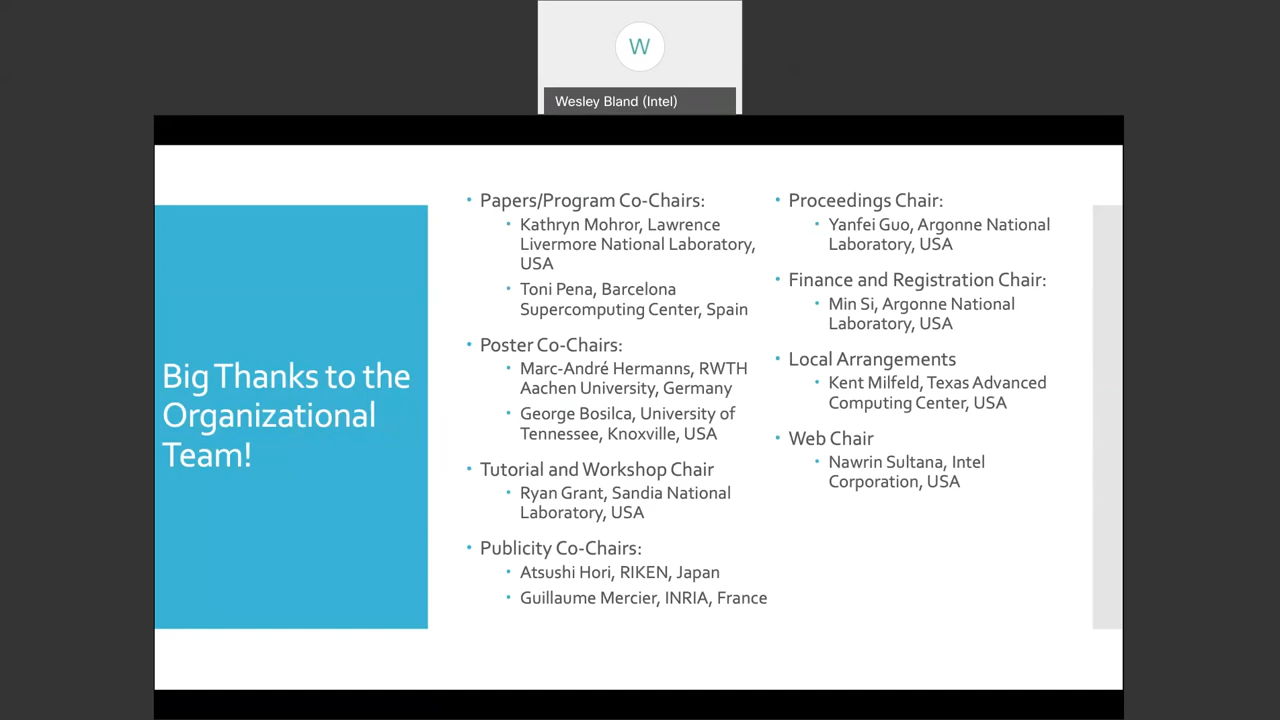 W
Wesley Bland (Intel)
Big Thanks to the
Organizational
Team!
• Papers/Program Co-Chairs:
• Kathryn Mohror, Lawrence
Livermore National Laboratory,
USA
• Toni Pena, Barcelona
Supercomputing Center, Spain
• Poster Co-Chairs:
• Marc-André Hermanns, RWTH
Aachen University, Germany
• George Bosilca, University of
Tennessee, Knoxville, USA
• Tutorial and Workshop Chair
• Ryan Grant, Sandia National
Laboratory, USA
• Publicity Co-Chairs:
• Atsushi Hori, RIKEN, Japan
• Guillaume Mercier, INRIA, France
• Proceedings Chair:
• Yanfei Guo, Argonne National
Laboratory, USA
• Finance and Registration Chair:
• Min Si, Argonne National
Laboratory, USA
• Local Arrangements
• Kent Milfeld, Texas Advanced
Computing Center, USA
• Web Chair
• Nawrin Sultana, Intel
Corporation, USA